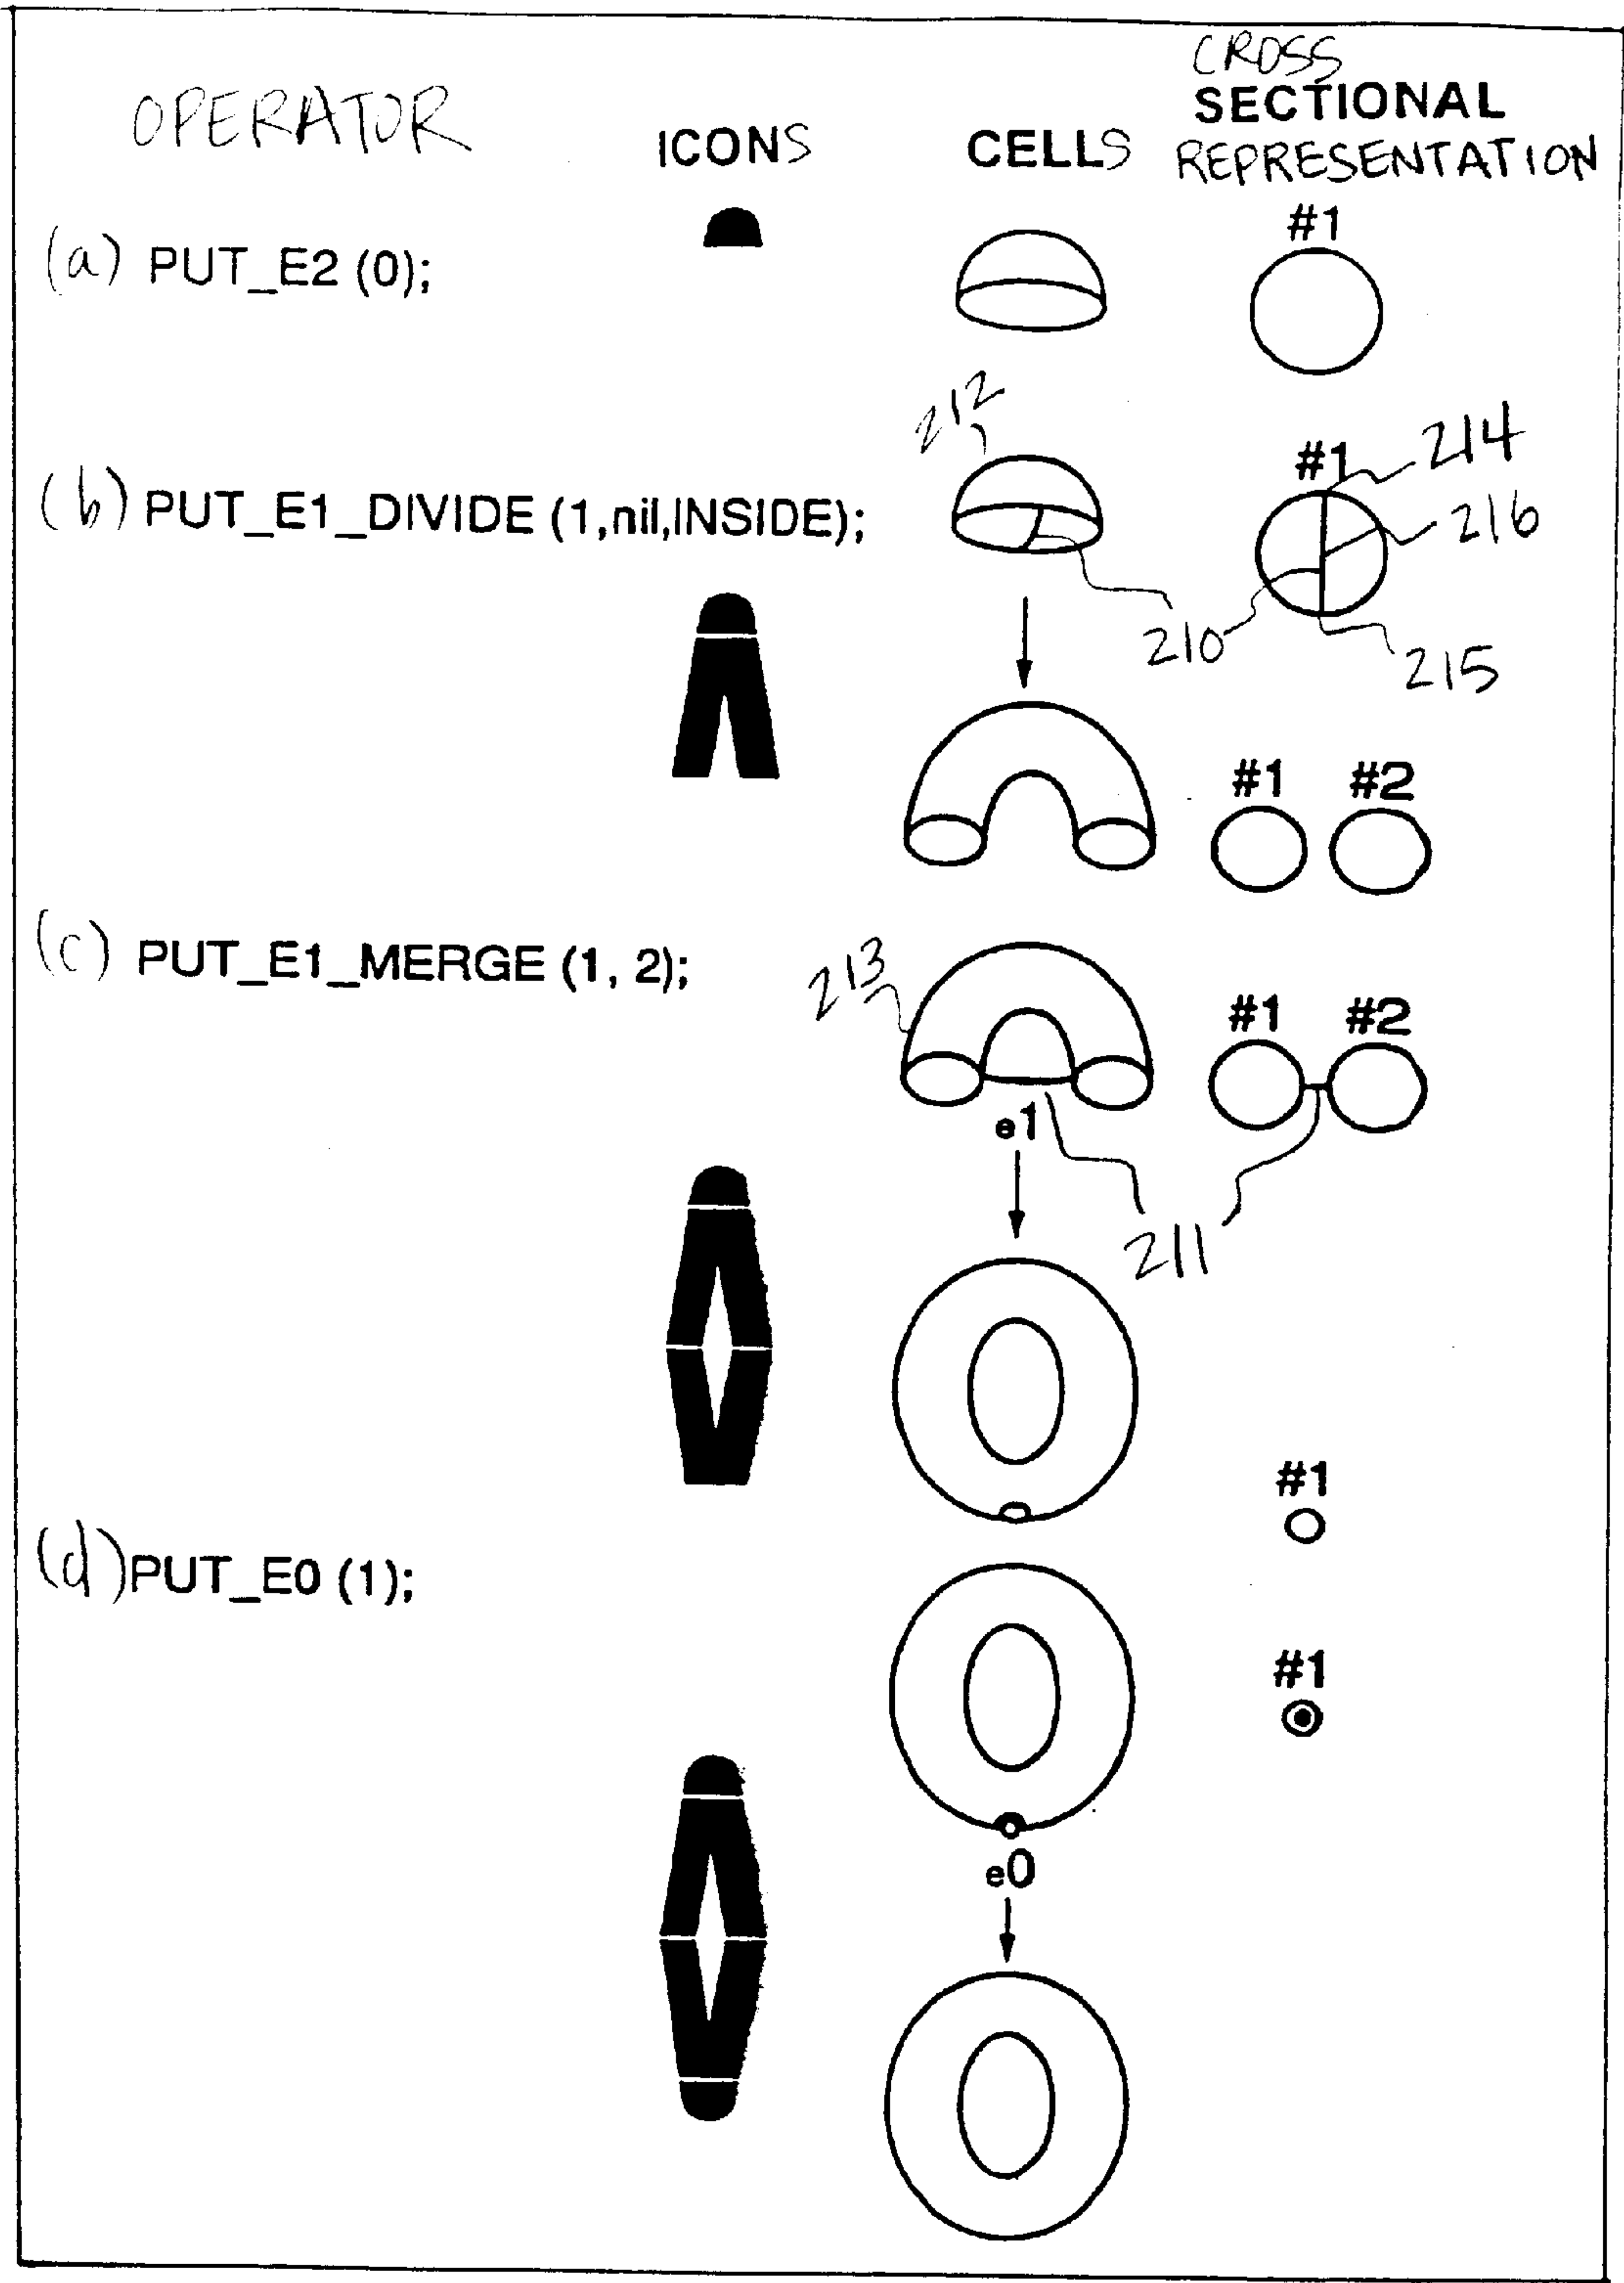 OPERATOR
ICONS
CELLS
CROSS
SECTIONAL
REPRESENTATION
(a) PUT_E2 (0);
#1
212
(b) PUT_E1_DIVIDE (1,nil,INSIDE);
#1
214
216
210
215
#1 #2
(c) PUT_E1_MERGE (1, 2);
213
#1 #2
e1
211
#1
(d) PUT_E0 (1);
#1
e0